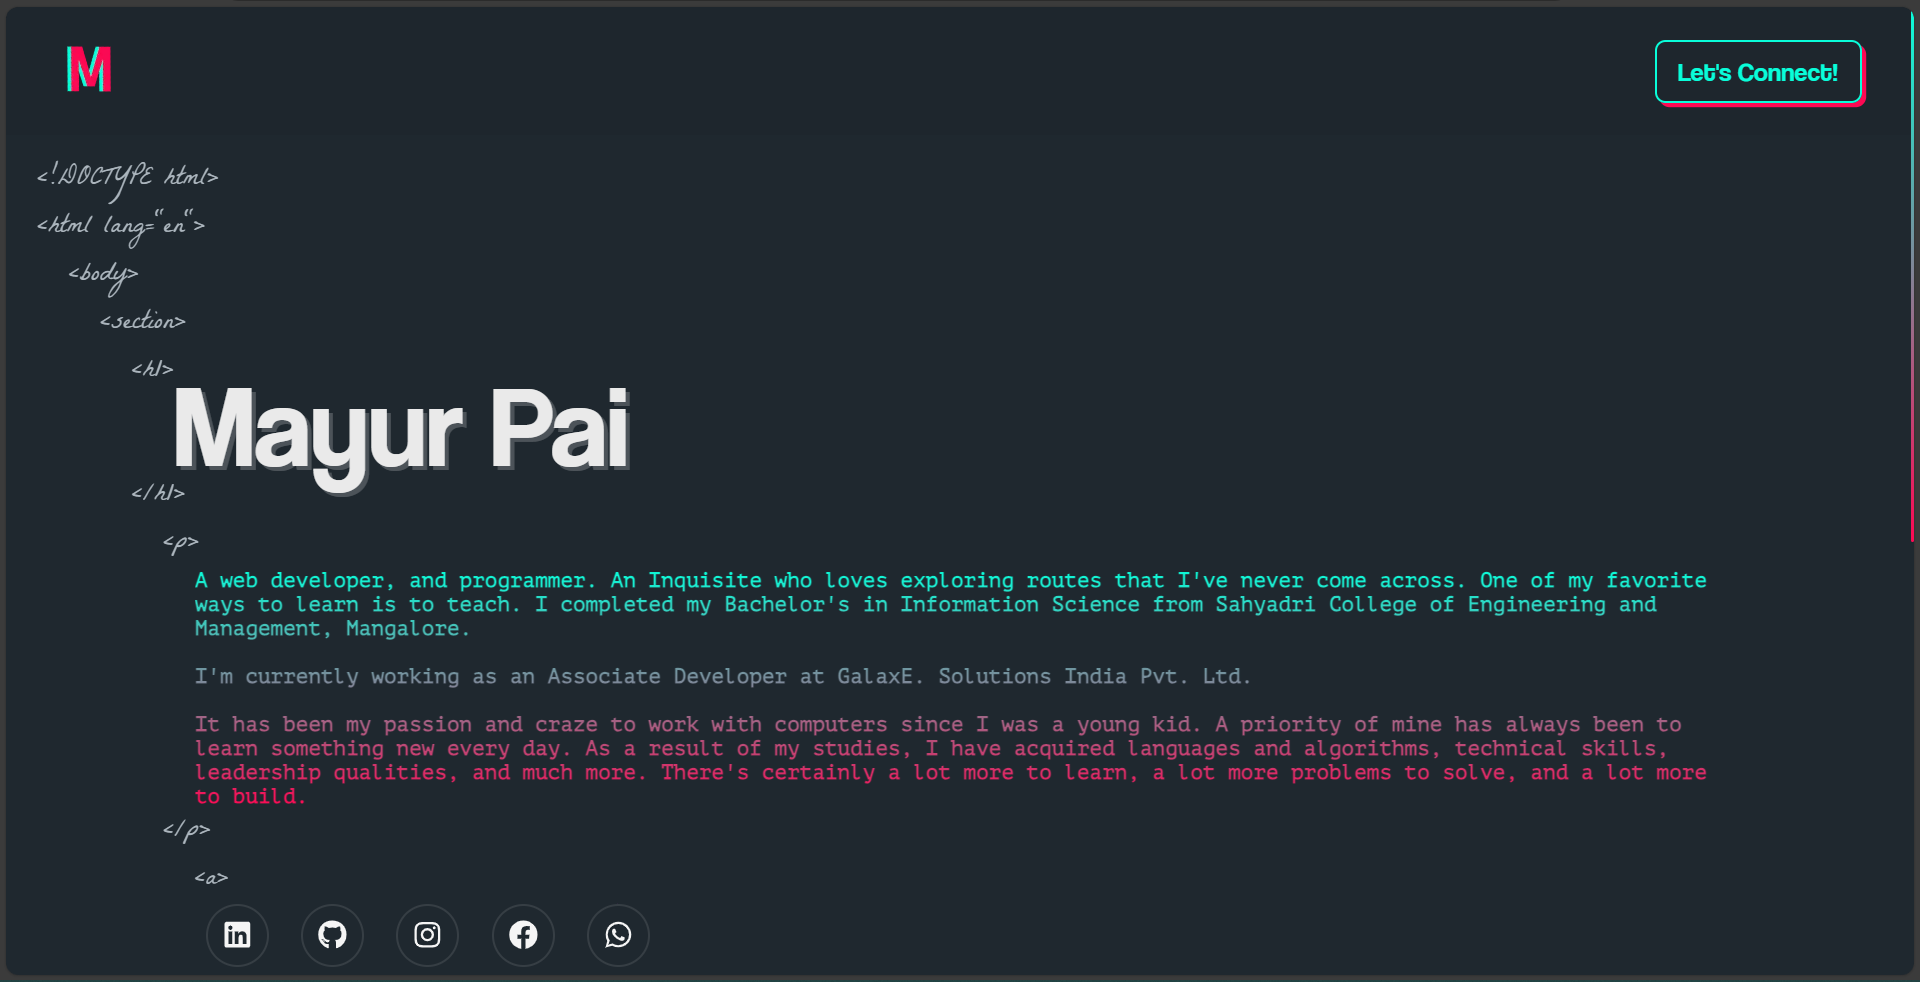 M
Let's Connect!
<!DOCTYPE html>
<html lang=“en“>
<body>
<section>
<h1>
Mayur Pai
</h1>
<p>
A web developer, and programmer. An Inquisite who loves exploring routes that I've never come across. One of my favorite
ways to learn is to teach. I completed my Bachelor's in Information Science from Sahyadri College of Engineering and
Management, Mangalore.
I'm currently working as an Associate Developer at GalaxE. Solutions India Pvt. Ltd.
It has been my passion and craze to work with computers since I was a young kid. A priority of mine has always been to
learn something new every day. As a result of my studies, I have acquired languages and algorithms, technical skills,
leadership qualities, and much more. There's certainly a lot more to learn, a lot more problems to solve, and a lot more
to build.
</p>
<a>
in